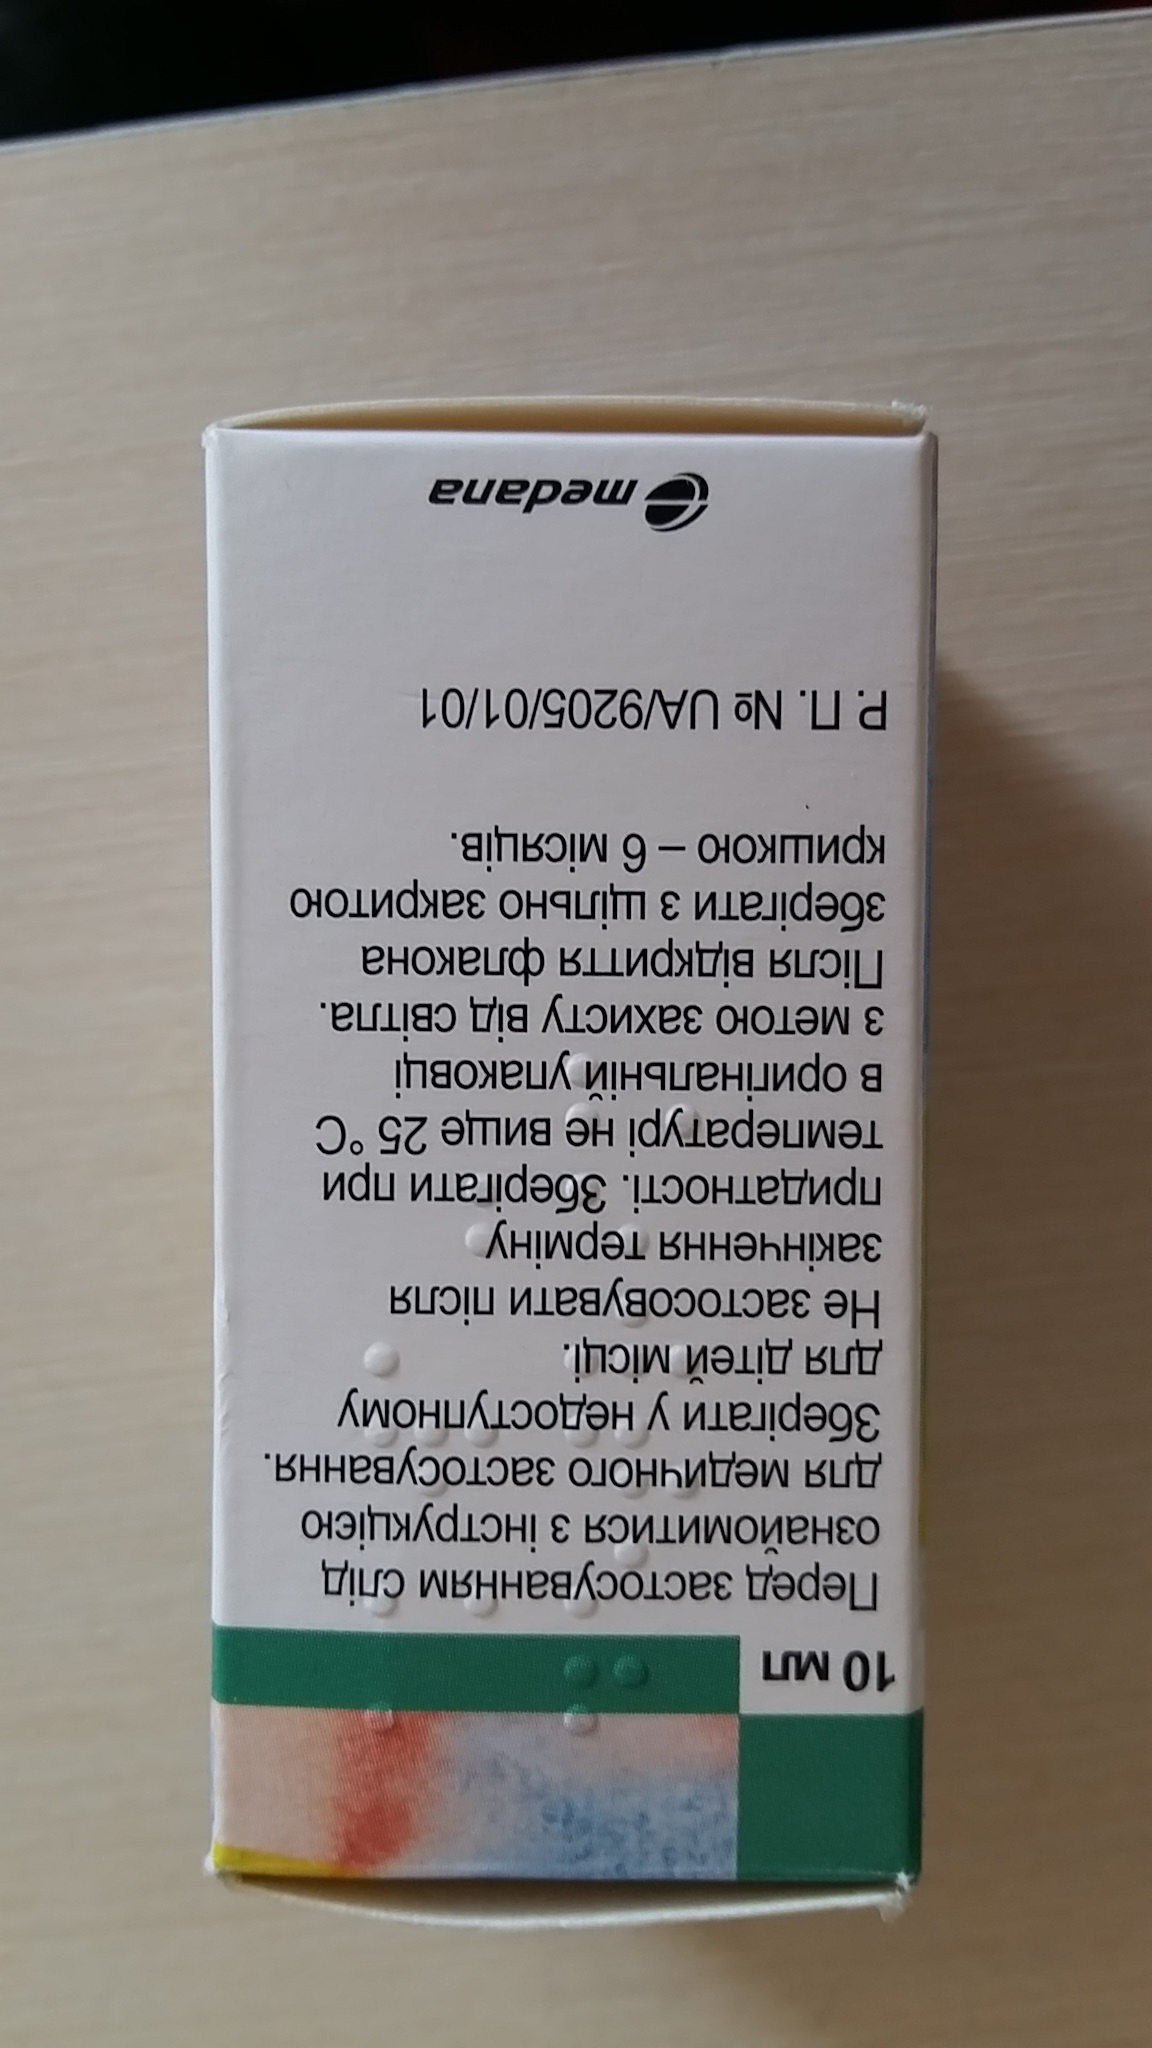 10 мл
Перед застосуванням слід
ознайомитися з інструкцією
для медичного застосування.
Зберігати у недоступному
для дітей місці.
Не застосовувати після
закінчення терміну
придатності. Зберігати при
температурі не вище 25 °C
в оригінальній упаковці
з метою захисту від світла.
Після відкриття флакона
зберігати з щільно закритою
кришкою – 6 місяців.
Р. П. № UA/9205/01/01
medana